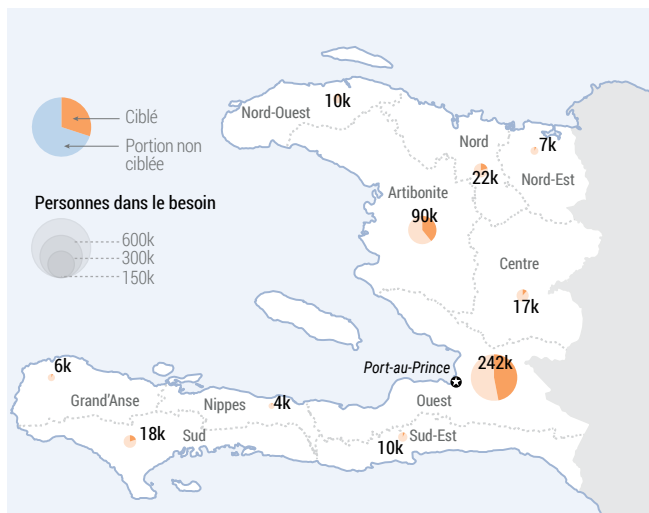 Ciblé
Portion non
ciblée
Personnes dans le besoin
600k
300k
150k
10k
Nord-Ouest
Nord
7k
22k
Nord-Est
Artibonite
90k
Centre
17k
Port-au-Prince
242k
Ouest
6k
Grand'Anse
Nippes
4k
18k
Sud
Sud-Est
10k